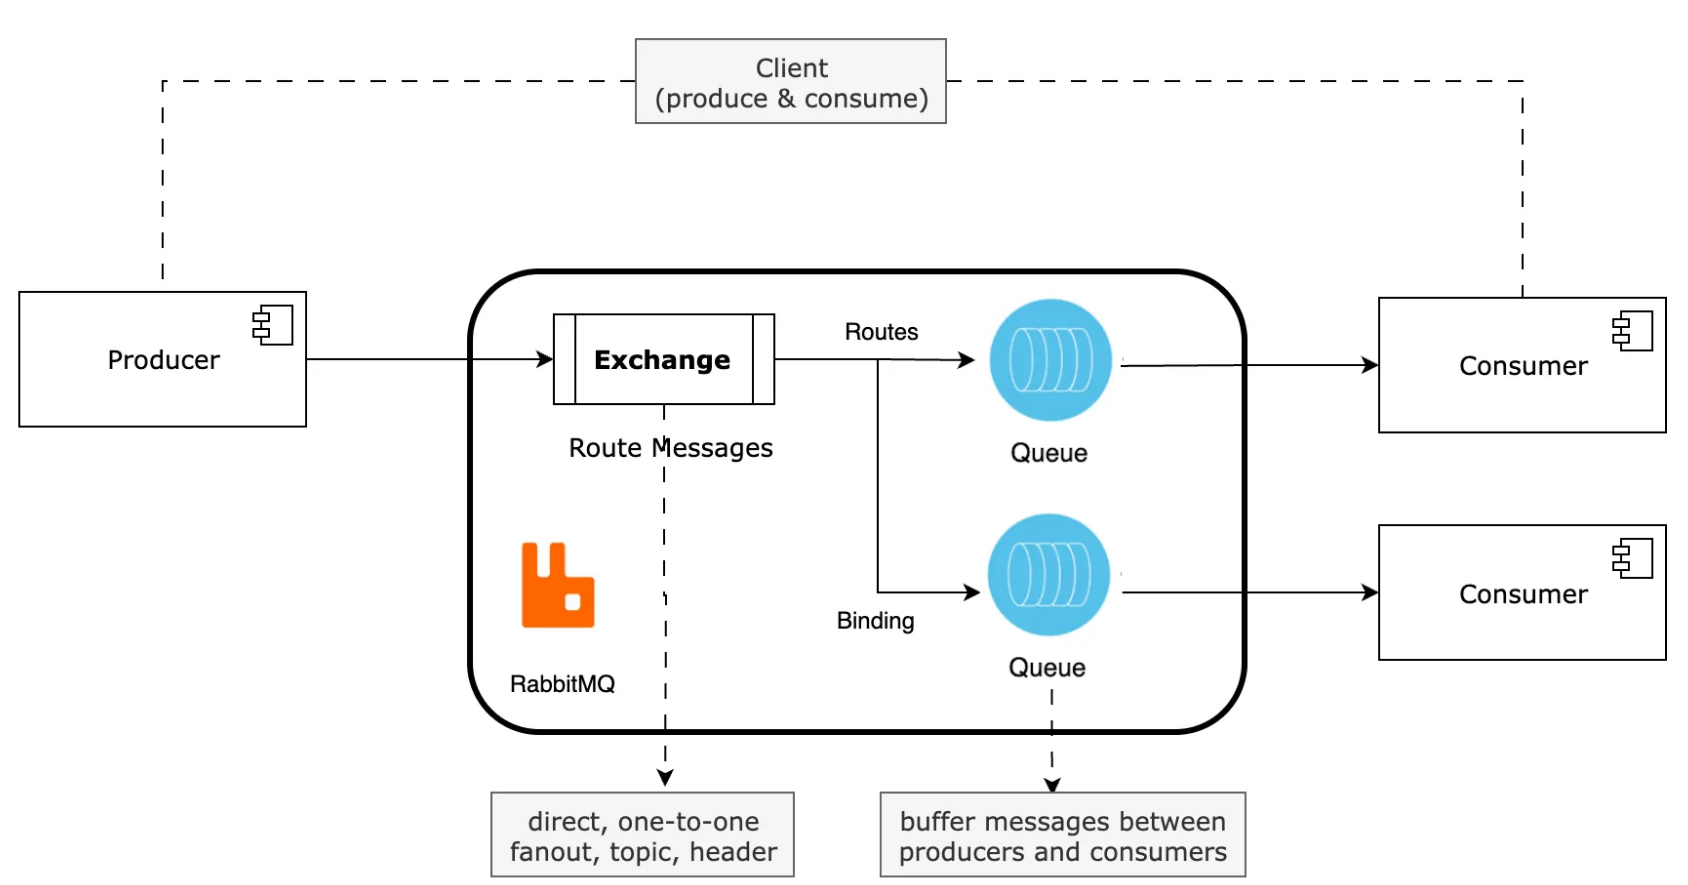 Client
(produce & consume)
Producer
Exchange
Route Messages
Routes
Queue
Consumer
Binding
Queue
Consumer
RabbitMQ
direct, one-to-one
fanout, topic, header
buffer messages between
producers and consumers